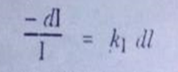 -dI/I = k₁ dl